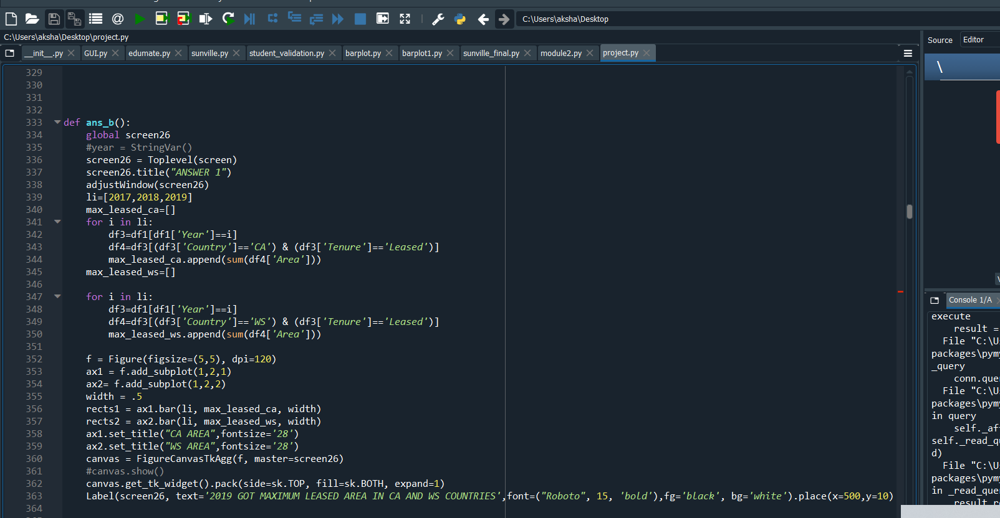 C:\Users\aksha\Desktop
C:\Users\aksha\Desktop\project.py
__init__.py GUI.py edumate.py sunville.py student_validation.py barplot.py barplot1.py sunville_final.py module2.py project.py
Source Editor
\
329
330
331
332
333 def ans_b():
334 global screen26
335 #year = StringVar()
336 screen26 = Toplevel(screen)
337 screen26.title("ANSWER 1")
338 adjustWindow(screen26)
339 li=[2017,2018,2019]
340 max_leased_ca=[]
341 for i in li:
342 df3=df1[df1['Year']==i]
343 df4=df3[(df3['Country']=='CA') & (df3['Tenure']=='Leased')]
344 max_leased_ca.append(sum(df4['Area']))
345 max_leased_ws=[]
346
347 for i in li:
348 df3=df1[df1['Year']==i]
349 df4=df3[(df3['Country']=='WS') & (df3['Tenure']=='Leased')]
350 max_leased_ws.append(sum(df4['Area']))
351
352 f = Figure(figsize=(5,5), dpi=120)
353 ax1 = f.add_subplot(1,2,1)
354 ax2= f.add_subplot(1,2,2)
355 width = .5
356 rects1 = ax1.bar(li, max_leased_ca, width)
357 rects2 = ax2.bar(li, max_leased_ws, width)
358 ax1.set_title("CA AREA",fontsize='28')
359 ax2.set_title("WS AREA",fontsize='28')
360 canvas = FigureCanvasTkAgg(f, master=screen26)
361 #canvas.show()
362 canvas.get_tk_widget().pack(side=sk.TOP, fill=sk.BOTH, expand=1)
363 Label(screen26, text='2019 GOT MAXIMUM LEASED AREA IN CA AND WS COUNTRIES',font=("Roboto", 15, 'bold'),fg='black', bg='white').place(x=500,y=10)
364
Console 1/A
execute
result =
File "C:\U
packages\pym
_query
conn.que
File "C:\U
packages\pym
in query
self._af
self._read_q
d)
File "C:\U
packages\pym
in _read_que
result.re